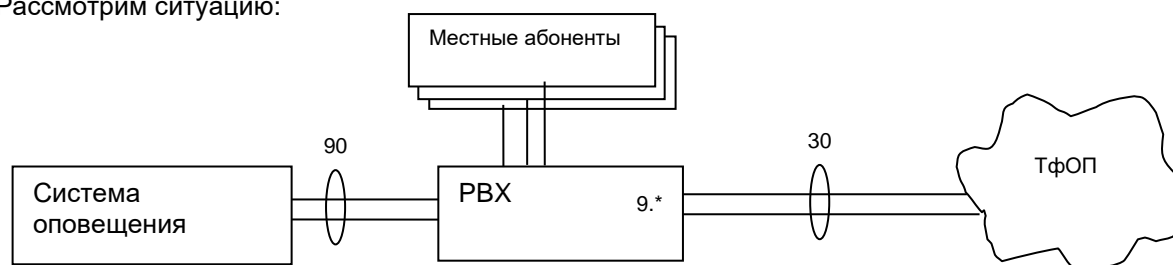 Рассмотрим ситуацию:
Местные абоненты
90
30
ТфОП
Система
оповещения
PBX
9.*